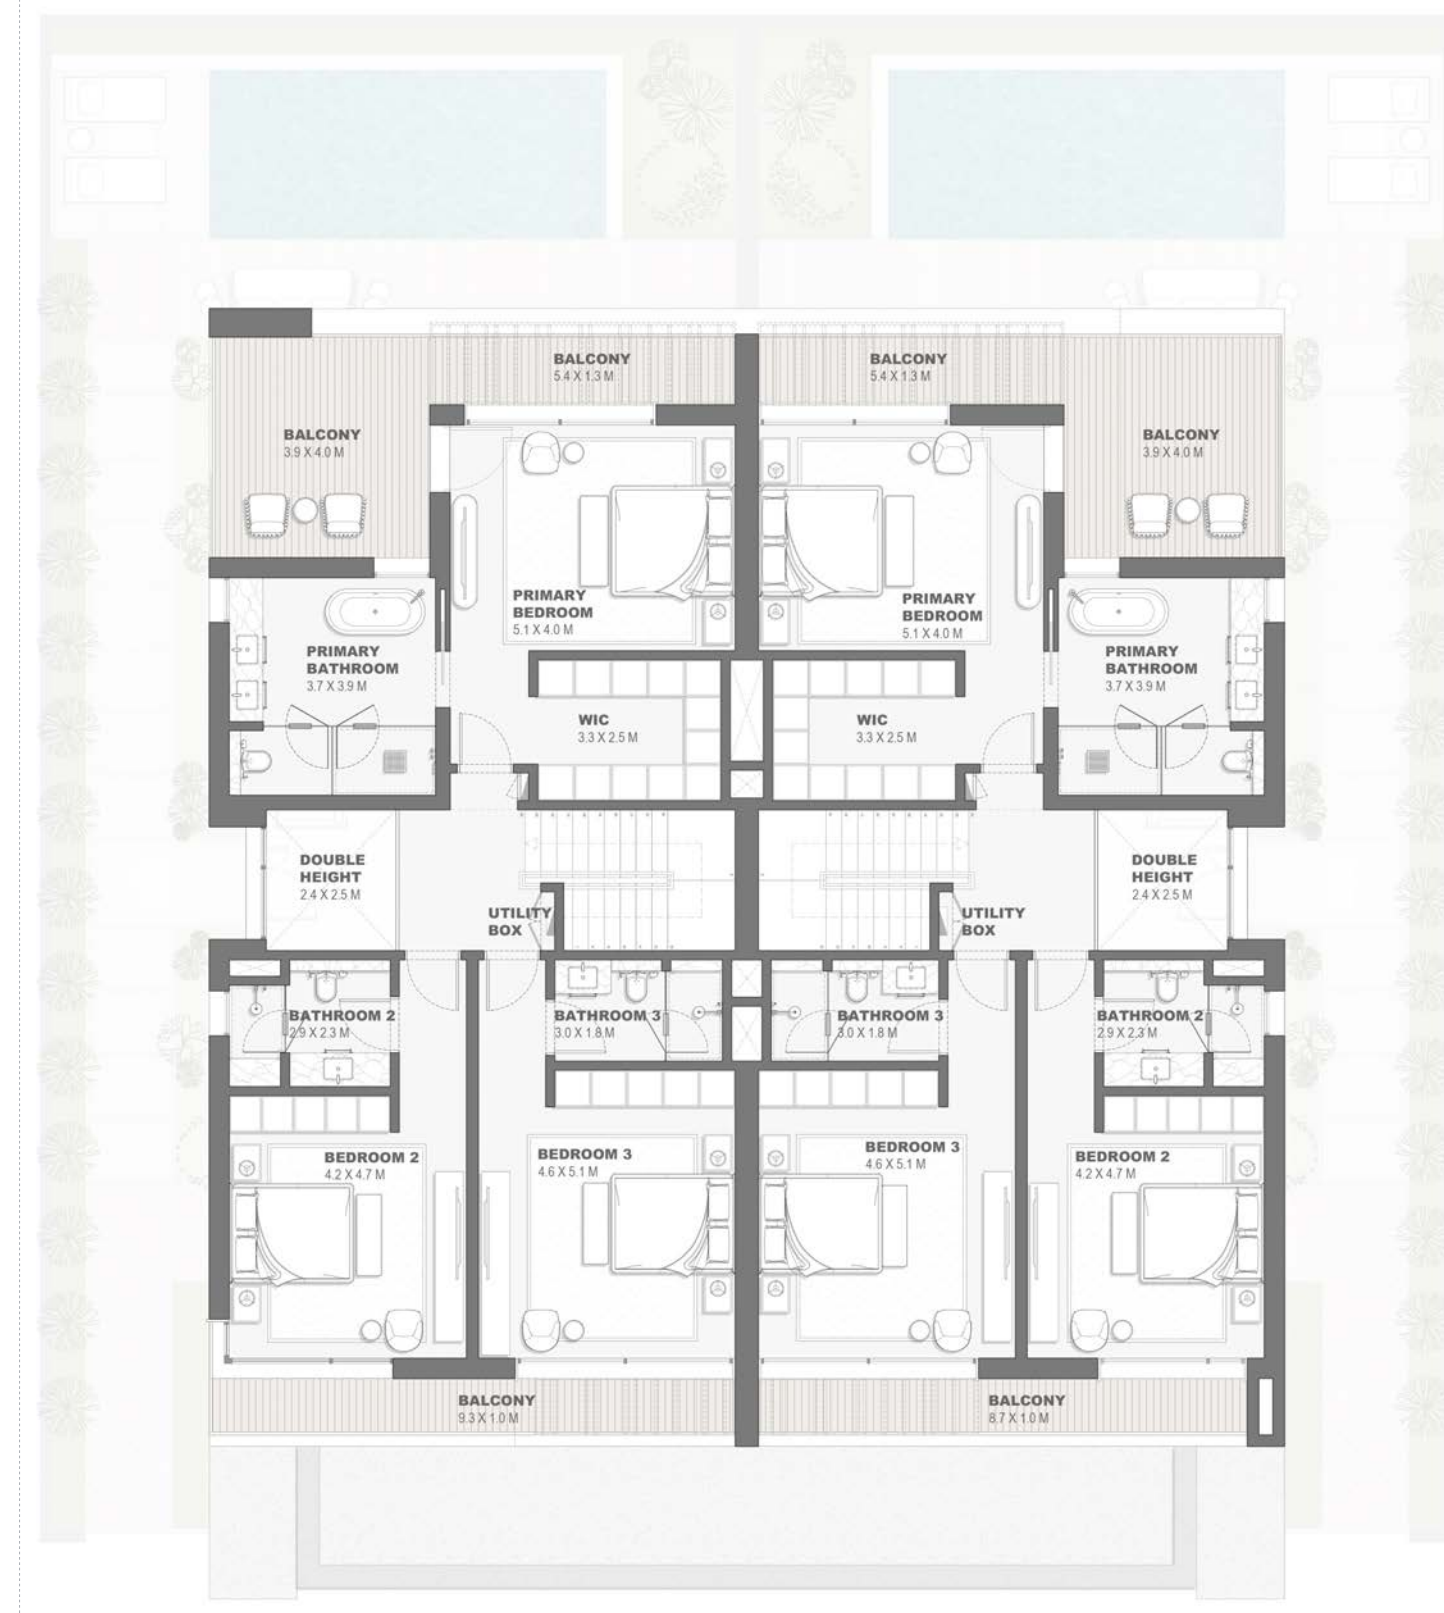 BALCONY
5.4 X 1.3 M
BALCONY
5.4 X 1.3 M
BALCONY
3.9 X 4.0 M
BALCONY
3.9 X 4.0 M
PRIMARY
BEDROOM
5.1 X 4.0 M
PRIMARY
BEDROOM
5.1 X 4.0 M
PRIMARY
BATHROOM
3.7 X 3.9 M
PRIMARY
BATHROOM
3.7 X 3.9 M
WIC
3.3 X 2.5 M
WIC
3.3 X 2.5 M
DOUBLE
HEIGHT
2.4 X 2.5 M
DOUBLE
HEIGHT
2.4 X 2.5 M
UTILITY
BOX
UTILITY
BOX
BATHROOM 2
2.9 X 2.3 M
BATHROOM 3
3.0 X 1.8 M
BATHROOM 3
3.0 X 1.8 M
BATHROOM 2
2.9 X 2.3 M
BEDROOM 2
4.2 X 4.7 M
BEDROOM 3
4.6 X 5.1 M
BEDROOM 3
4.6 X 5.1 M
BEDROOM 2
4.2 X 4.7 M
BALCONY
9.3 X 1.0 M
BALCONY
8.7 X 1.0 M